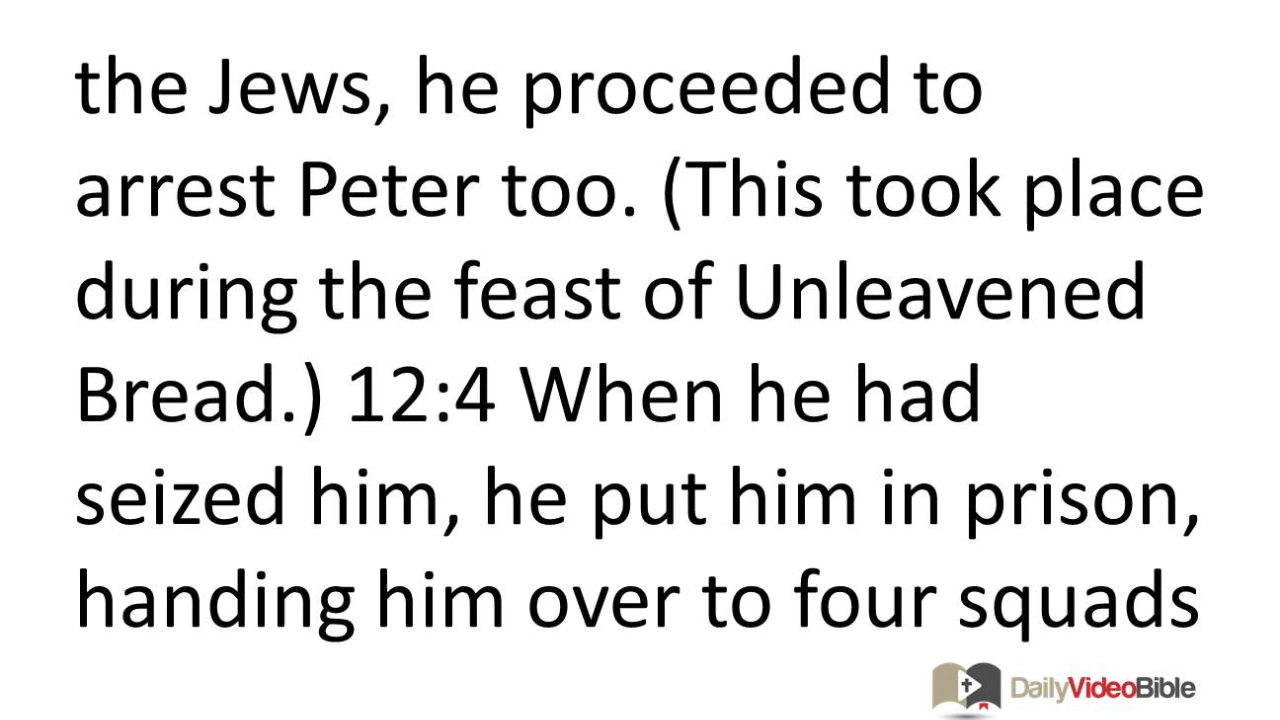 the Jews, he proceeded to
arrest Peter too. (This took place
during the feast of Unleavened
Bread.) 12:4 When he had
seized him, he put him in prison,
handing him over to four squads
DailyVideoBible